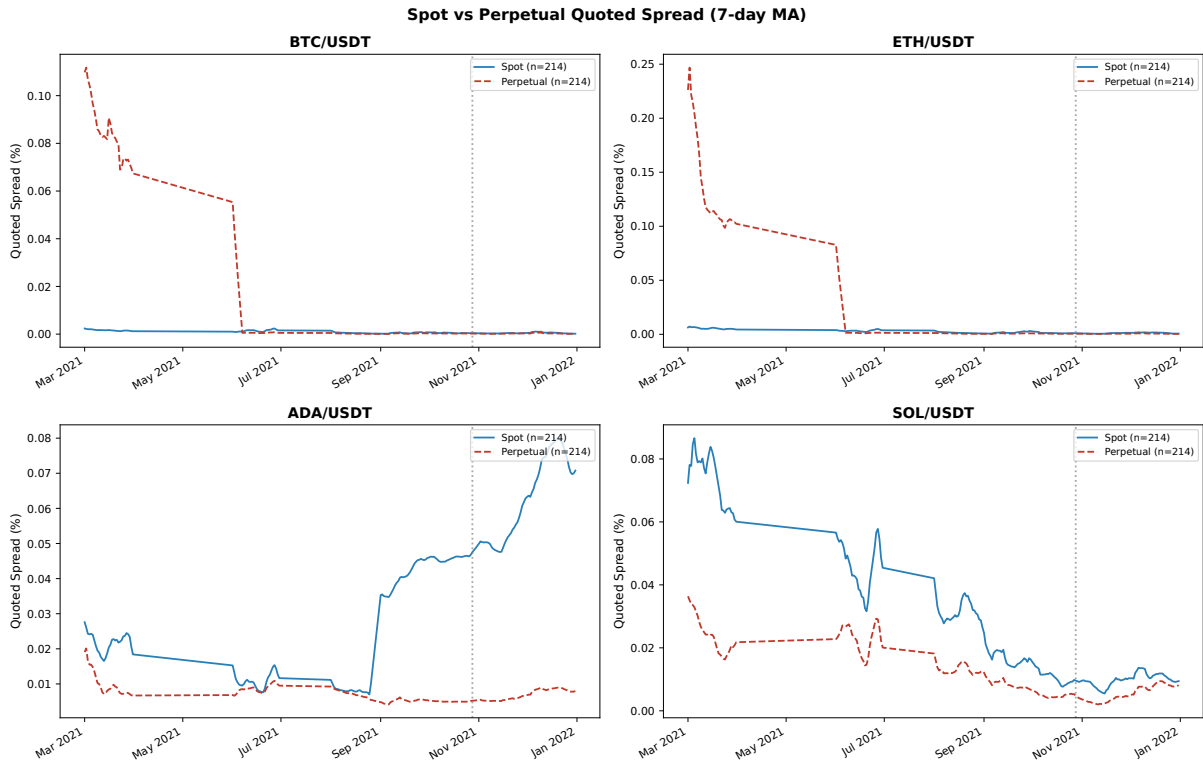 Spot vs Perpetual Quoted Spread (7-day MA)
BTC/USDT
Quoted Spread (%)
0.10
0.08
0.06
0.04
0.02
0.00
Spot (n=214)
Perpetual (n=214)
Mar 2021
May 2021
Jul 2021
Sep 2021
Nov 2021
Jan 2022
ETH/USDT
Quoted Spread (%)
0.25
0.20
0.15
0.10
0.05
0.00
Spot (n=214)
Perpetual (n=214)
Mar 2021
May 2021
Jul 2021
Sep 2021
Nov 2021
Jan 2022
ADA/USDT
Quoted Spread (%)
0.08
0.07
0.06
0.05
0.04
0.03
0.02
0.01
Spot (n=214)
Perpetual (n=214)
Mar 2021
May 2021
Jul 2021
Sep 2021
Nov 2021
Jan 2022
SOL/USDT
Quoted Spread (%)
0.08
0.06
0.04
0.02
0.00
Spot (n=214)
Perpetual (n=214)
Mar 2021
May 2021
Jul 2021
Sep 2021
Nov 2021
Jan 2022